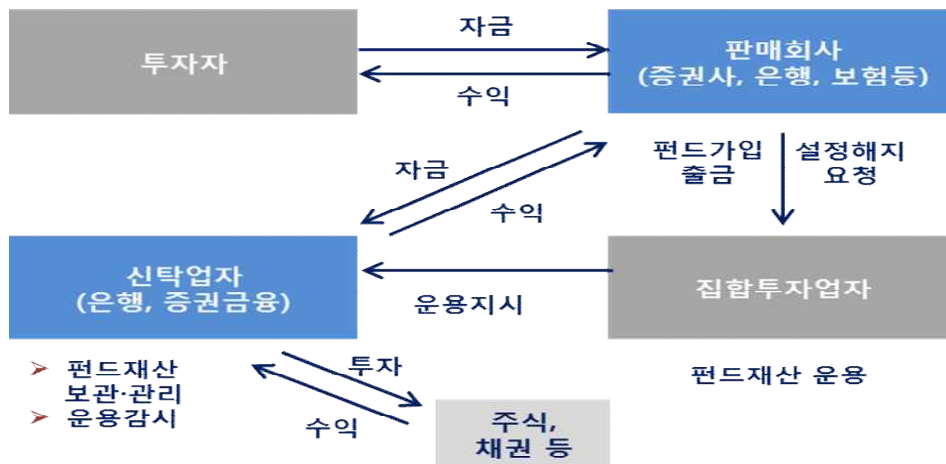 자금
투자자
판매회사
(증권사, 은행, 보험등)
수익
자금
펀드가입
출금
설정해지
요청
수익
신탁업자
(은행, 증권금융)
집합투자업자
운용지시
펀드재산
보관·관리
운용감시
투자
수익
펀드재산 운용
주식,
채권 등